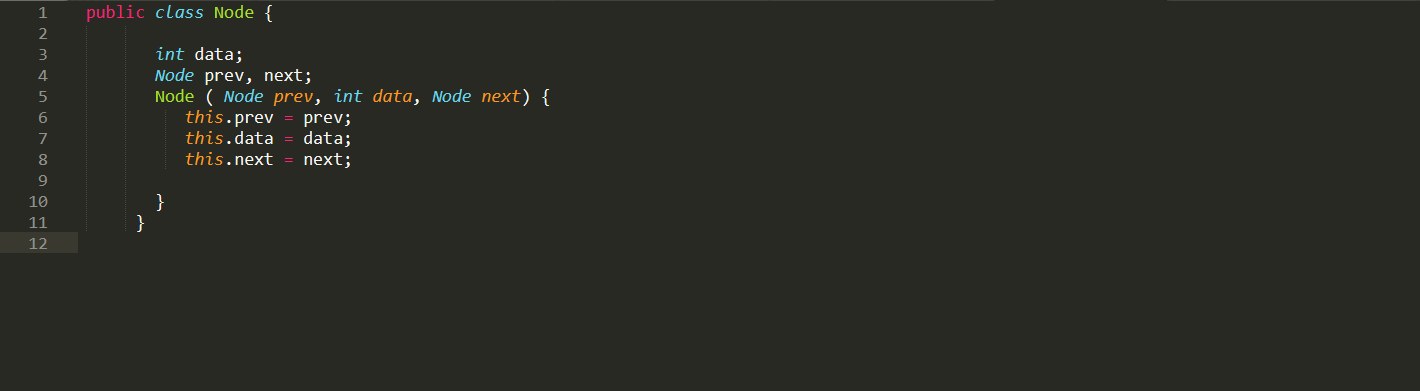 1 public class Node {
2
3 int data;
4 Node prev, next;
5 Node ( Node prev, int data, Node next) {
6 this.prev = prev;
7 this.data = data;
8 this.next = next;
9
10 }
11 }
12